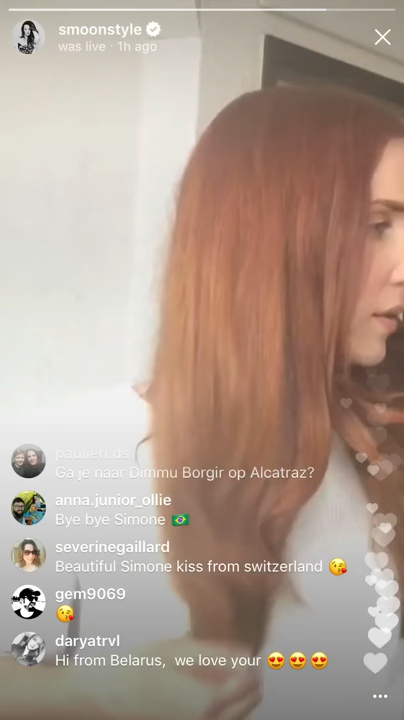 smoonstyle
was live · 1h ago
paulien.ds
Ga je naar Dimmu Borgir op Alcatraz?
anna.junior_ollie
Bye bye Simone 🇧🇷
severinegaillard
Beautiful Simone kiss from switzerland 😘
gem9069
😘
daryatrvl
Hi from Belarus,  we love your 😍😍😍